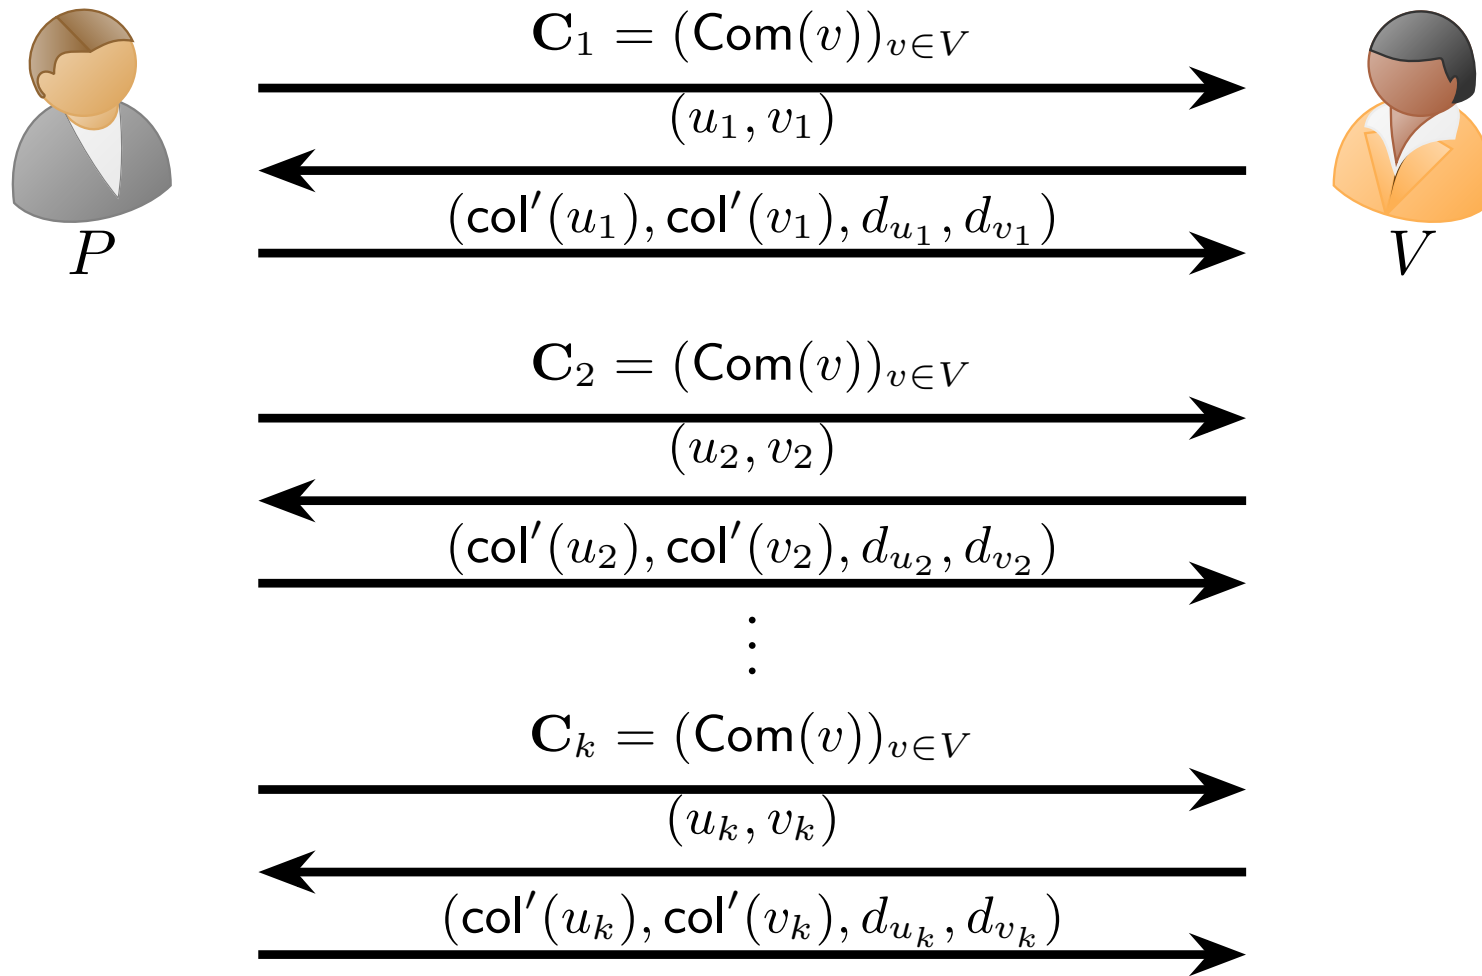 C₁ = (Com(v))_{v∈V}
(u₁, v₁)
(col′(u₁), col′(v₁), d_{u₁}, d_{v₁})
P V
C₂ = (Com(v))_{v∈V}
(u₂, v₂)
(col′(u₂), col′(v₂), d_{u₂}, d_{v₂})
⋮
C_k = (Com(v))_{v∈V}
(u_k, v_k)
(col′(u_k), col′(v_k), d_{u_k}, d_{v_k})